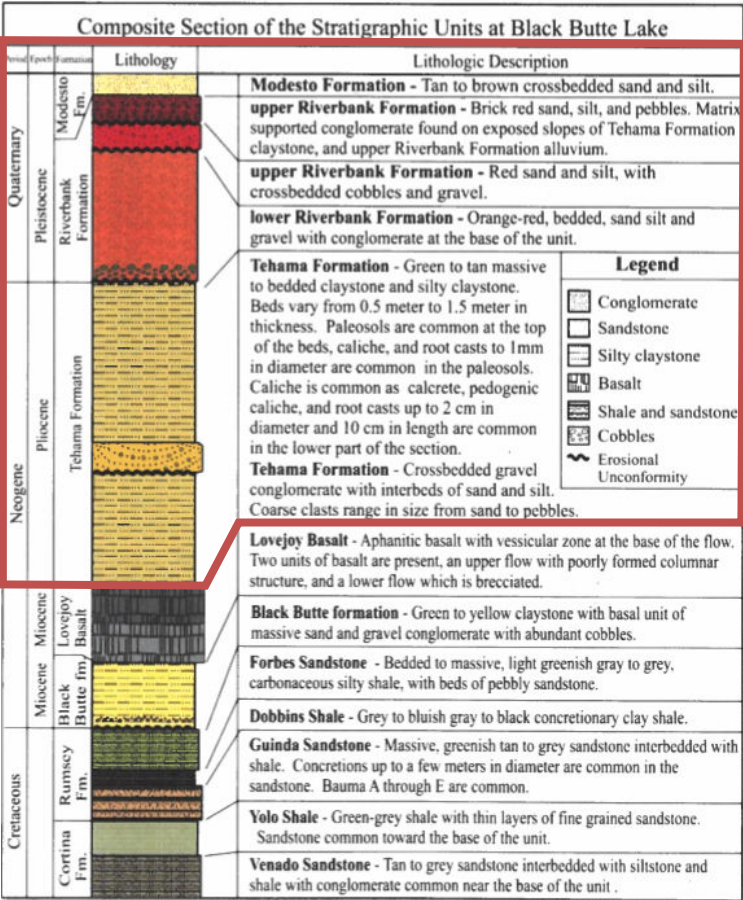 Composite Section of the Stratigraphic Units at Black Butte Lake
Period Epoch Formation Lithology Lithologic Description
Quaternary
Pleistocene
Modesto
Fm.
Riverbank
Formation
Neogene
Pliocene
Tehama Formation
Miocene
Lovejoy
Basalt
Miocene
Black
Butte fm.
Cretaceous
Rumsey
Fm.
Cortina
Fm.
Modesto Formation - Tan to brown crossbedded sand and silt.
upper Riverbank Formation - Brick red sand, silt, and pebbles. Matrix
supported conglomerate found on exposed slopes of Tehama Formation
claystone, and upper Riverbank Formation alluvium.
upper Riverbank Formation - Red sand and silt, with
crossbedded cobbles and gravel.
lower Riverbank Formation - Orange-red, bedded, sand silt and
gravel with conglomerate at the base of the unit.
Tehama Formation - Green to tan massive
to bedded claystone and silty claystone.
Beds vary from 0.5 meter to 1.5 meter in
thickness. Paleosols are common at the top
of the beds, caliche, and root casts to 1mm
in diameter are common in the paleosols.
Caliche is common as calcrete, pedogenic
caliche, and root casts up to 2 cm in
diameter and 10 cm in length are common
in the lower part of the section.
Tehama Formation - Crossbedded gravel
conglomerate with interbeds of sand and silt.
Coarse clasts range in size from sand to pebbles.
Legend
Conglomerate
Sandstone
Silty claystone
Basalt
Shale and sandstone
Cobbles
Erosional
Unconformity
Lovejoy Basalt - Aphanitic basalt with vessicular zone at the base of the flow.
Two units of basalt are present, an upper flow with poorly formed columnar
structure, and a lower flow which is brecciated.
Black Butte formation - Green to yellow claystone with basal unit of
massive sand and gravel conglomerate with abundant cobbles.
Forbes Sandstone - Bedded to massive, light greenish gray to grey,
carbonaceous silty shale, with beds of pebbly sandstone.
Dobbins Shale - Grey to bluish gray to black concretionary clay shale.
Guinda Sandstone - Massive, greenish tan to grey sandstone interbedded with
shale. Concretions up to a few meters in diameter are common in the
sandstone. Bauma A through E are common.
Yolo Shale - Green-grey shale with thin layers of fine grained sandstone.
Sandstone common toward the base of the unit.
Venado Sandstone - Tan to grey sandstone interbedded with siltstone and
shale with conglomerate common near the base of the unit .